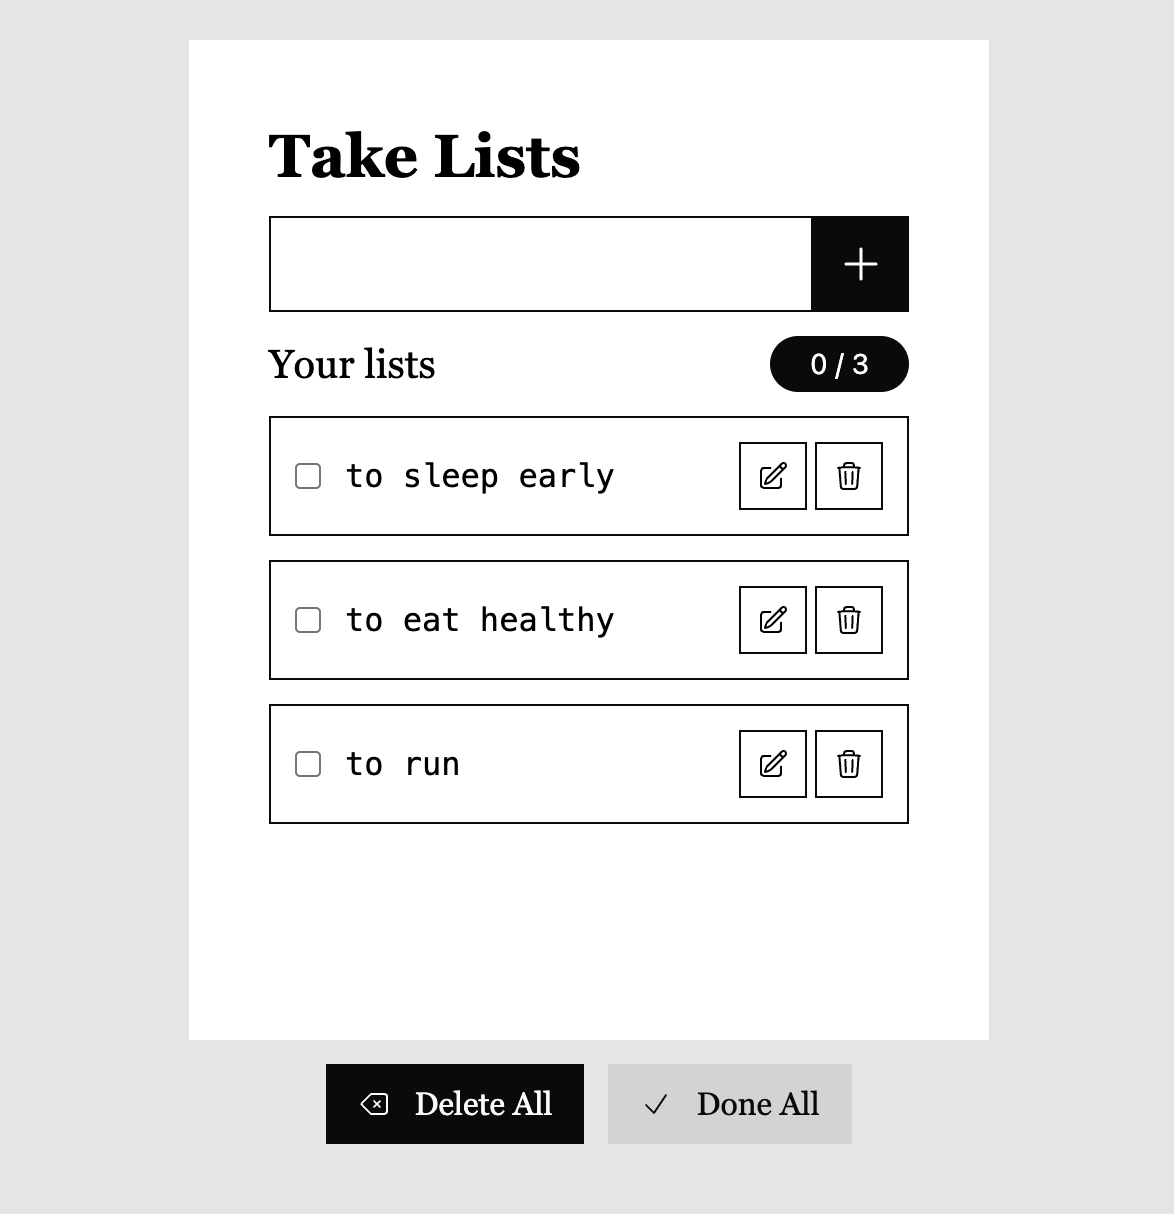 Take Lists
Your lists
0 / 3
to sleep early
to eat healthy
to run
Delete All
Done All